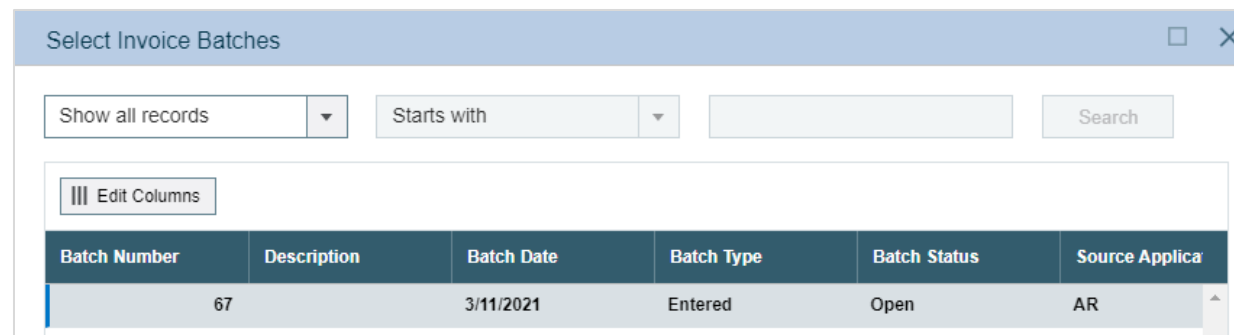 Select Invoice Batches
Show all records Starts with Search
Edit Columns
Batch Number Description Batch Date Batch Type Batch Status Source Applica
67 3/11/2021 Entered Open AR